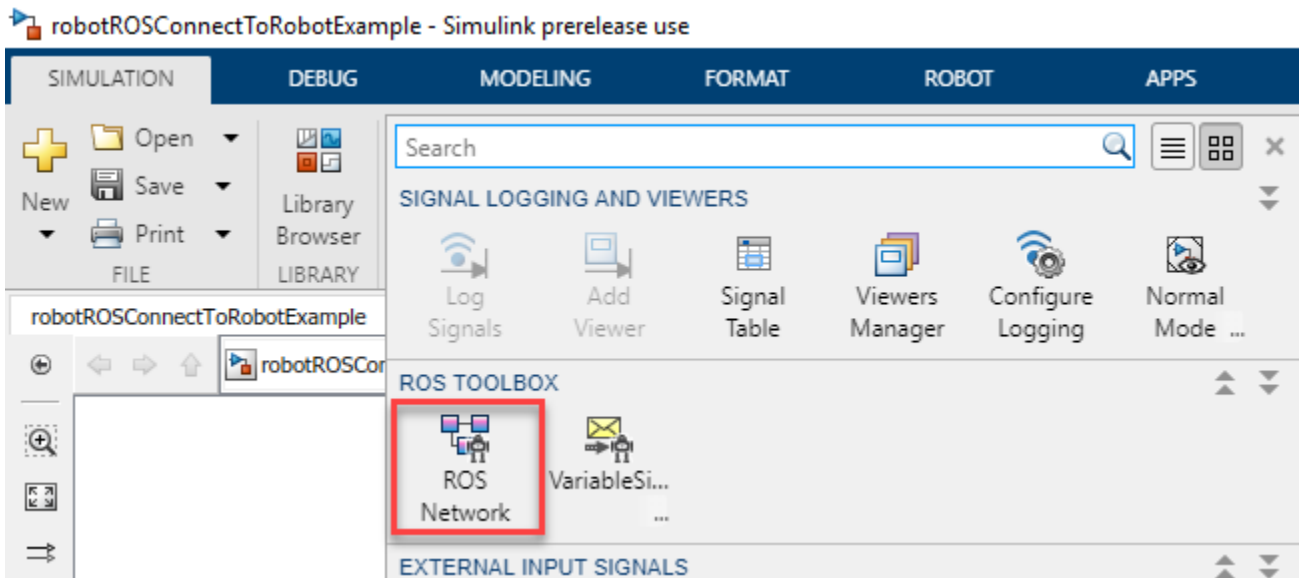 robotROSConnectToRobotExample - Simulink prerelease use
SIMULATION DEBUG MODELING FORMAT ROBOT APPS
New
Open
Save
Print
FILE
Library
Browser
LIBRARY
Search
SIGNAL LOGGING AND VIEWERS
Log
Signals
Add
Viewer
Signal
Table
Viewers
Manager
Configure
Logging
Normal
Mode ...
robotROSConnectToRobotExample
robotROSCor
ROS TOOLBOX
ROS
Network
VariableSi...
...
EXTERNAL INPUT SIGNALS